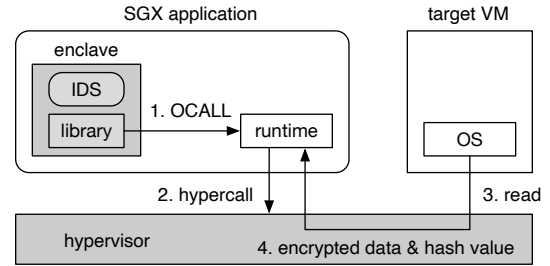 SGX application
target VM
enclave
IDS
library
1. OCALL
runtime
OS
2. hypercall
3. read
hypervisor
4. encrypted data & hash value